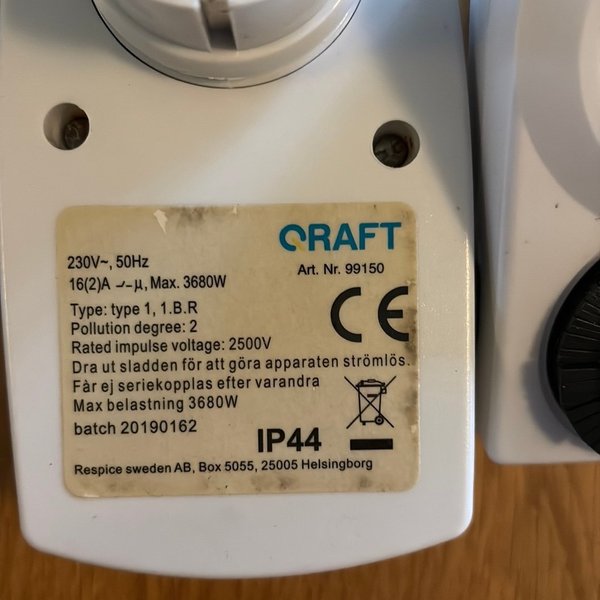 QRAFT
230V~, 50Hz
Art. Nr. 99150
16(2)A -µ, Max. 3680W
Type: type 1, 1.B.R
CE
Pollution degree: 2
Rated impulse voltage: 2500V
Dra ut sladden för att göra apparaten strömlös.
Får ej seriekopplas efter varandra
Max belastning 3680W
batch 20190162
IP44
Respice sweden AB, Box 5055, 25005 Helsingborg